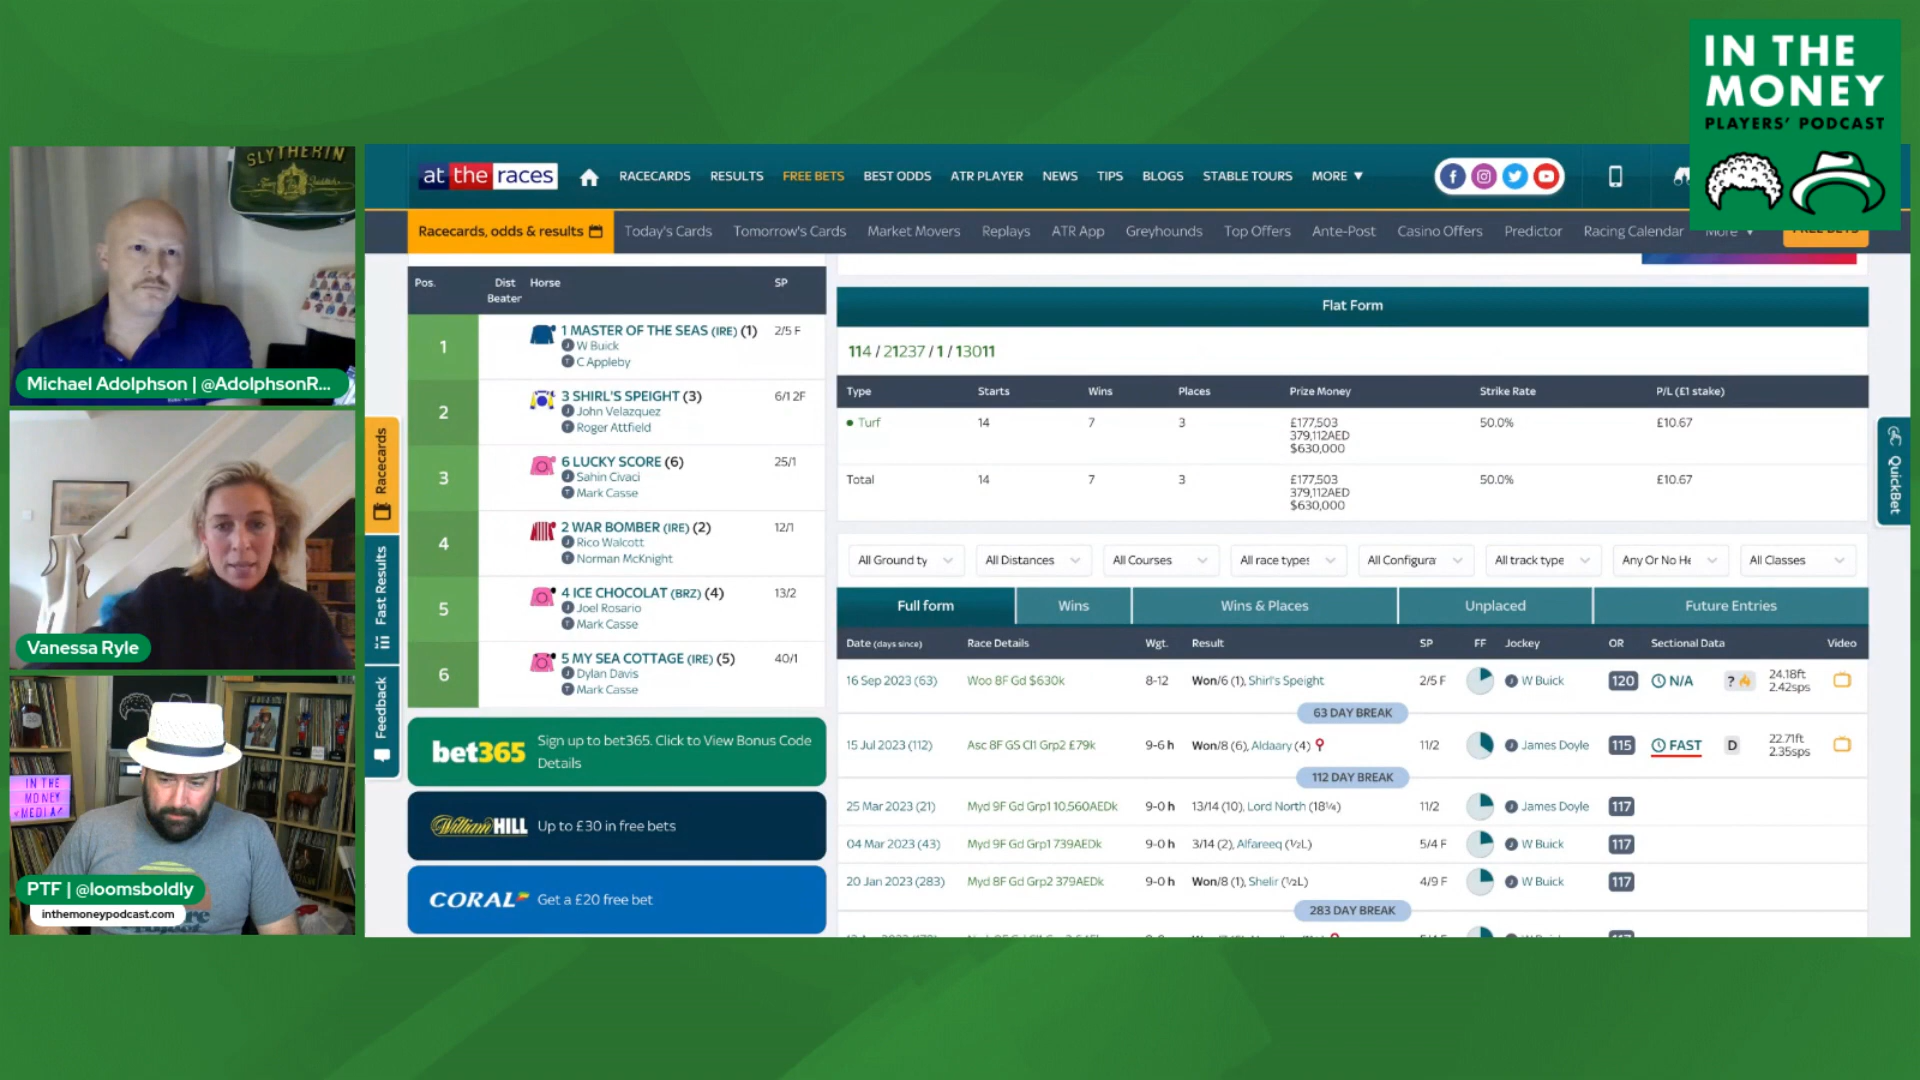 IN THE
MONEY
PLAYERS' PODCAST
SLYTHERIN
Michael Adolphson | @AdolphsonR...
Vanessa Ryle
IN THE
MONEY
MEDIA
PTF | @loomsboldly
inthemoneypodcast.com
at the races
RACECARDS RESULTS FREE BETS BEST ODDS ATR PLAYER NEWS TIPS BLOGS STABLE TOURS MORE ▼
Racecards, odds & results Today's Cards Tomorrow's Cards Market Movers Replays ATR App Greyhounds Top Offers Ante-Post Casino Offers Predictor Racing Calendar More ▼ FREE BETS
Racecards
Fast Results
Feedback
QuickBet
Pos. Dist Beaten Horse SP
1 1 MASTER OF THE SEAS (IRE) (1) 2/5 F
J W Buick
T C Appleby
2 3 SHIRL'S SPEIGHT (3) 6/1 2F
J John Velazquez
T Roger Attfield
3 6 LUCKY SCORE (6) 25/1
J Sahin Civaci
T Mark Casse
4 2 WAR BOMBER (IRE) (2) 12/1
J Rico Walcott
T Norman McKnight
5 4 ICE CHOCOLAT (BRZ) (4) 13/2
J Joel Rosario
T Mark Casse
6 5 MY SEA COTTAGE (IRE) (5) 40/1
J Dylan Davis
T Mark Casse
bet365 Sign up to bet365. Click to View Bonus Code
Details
William HILL Up to £30 in free bets
CORAL Get a £20 free bet
Flat Form
114 / 21237 / 1 / 13011
Type Starts Wins Places Prize Money Strike Rate P/L (£1 stake)
Turf 14 7 3 £177,503 50.0% £10.67
379,112AED
$630,000
Total 14 7 3 £177,503 50.0% £10.67
379,112AED
$630,000
All Ground ty All Distances All Courses All race types All Configura All track type Any Or No He All Classes
Full form Wins Wins & Places Unplaced Future Entries
Date (days since) Race Details Wgt. Result SP FF Jockey OR Sectional Data Video
16 Sep 2023 (63) Woo 8F Gd $630k 8-12 Won/6 (1), Shirl's Speight 2/5 F J W Buick 120 N/A ? 24.18ft
2.42sps
63 DAY BREAK
15 Jul 2023 (112) Asc 8F GS Cl1 Grp2 £79k 9-6 h Won/8 (6), Aldaary (4) 11/2 J James Doyle 115 FAST D 22.71ft
2.35sps
112 DAY BREAK
25 Mar 2023 (21) Myd 9F Gd Grp1 10,560AEDk 9-0 h 13/14 (10), Lord North (18¼) 11/2 J James Doyle 117
04 Mar 2023 (43) Myd 9F Gd Grp1 739AEDk 9-0 h 3/14 (2), Alfareeq (½L) 5/4 F J W Buick 117
20 Jan 2023 (283) Myd 8F Gd Grp2 379AEDk 9-0 h Won/8 (1), Shelir (½L) 4/9 F J W Buick 117
283 DAY BREAK